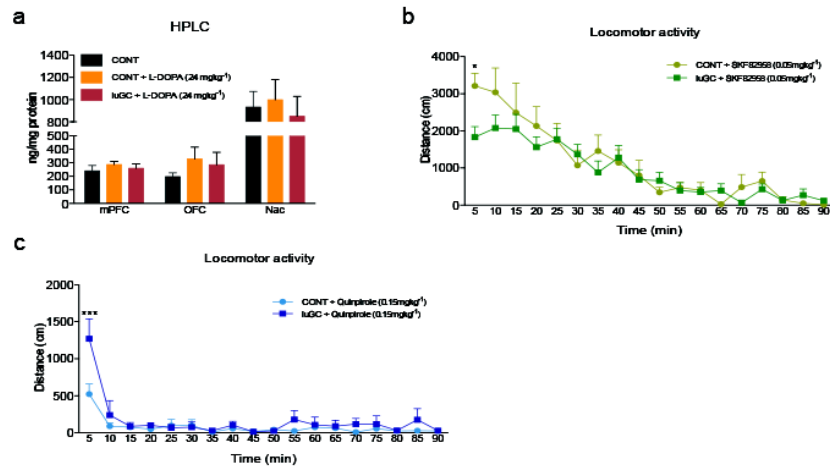 a
HPLC
CONT
CONT + L-DOPA (24 mgkg-1)
IuGC + L-DOPA (24 mgkg-1)
ng/mg protein
1400
1200
1000
800
300
200
100
0
mPFC OFC Nac
b
Locomotor activity
CONT + SKF82958 (0.05mgkg-1)
IuGC + SKF82958 (0.05mgkg-1)
*
Distance (cm)
4000
3000
2000
1000
0
5 10 15 20 25 30 35 40 45 50 55 60 65 70 75 80 85 90
Time (min)
c
Locomotor activity
CONT + Quinpirole (0.15mgkg-1)
IuGC + Quinpirole (0.15mgkg-1)
***
Distance (cm)
2000
1500
1000
500
0
5 10 15 20 25 30 35 40 45 50 55 60 65 70 75 80 85 90
Time (min)